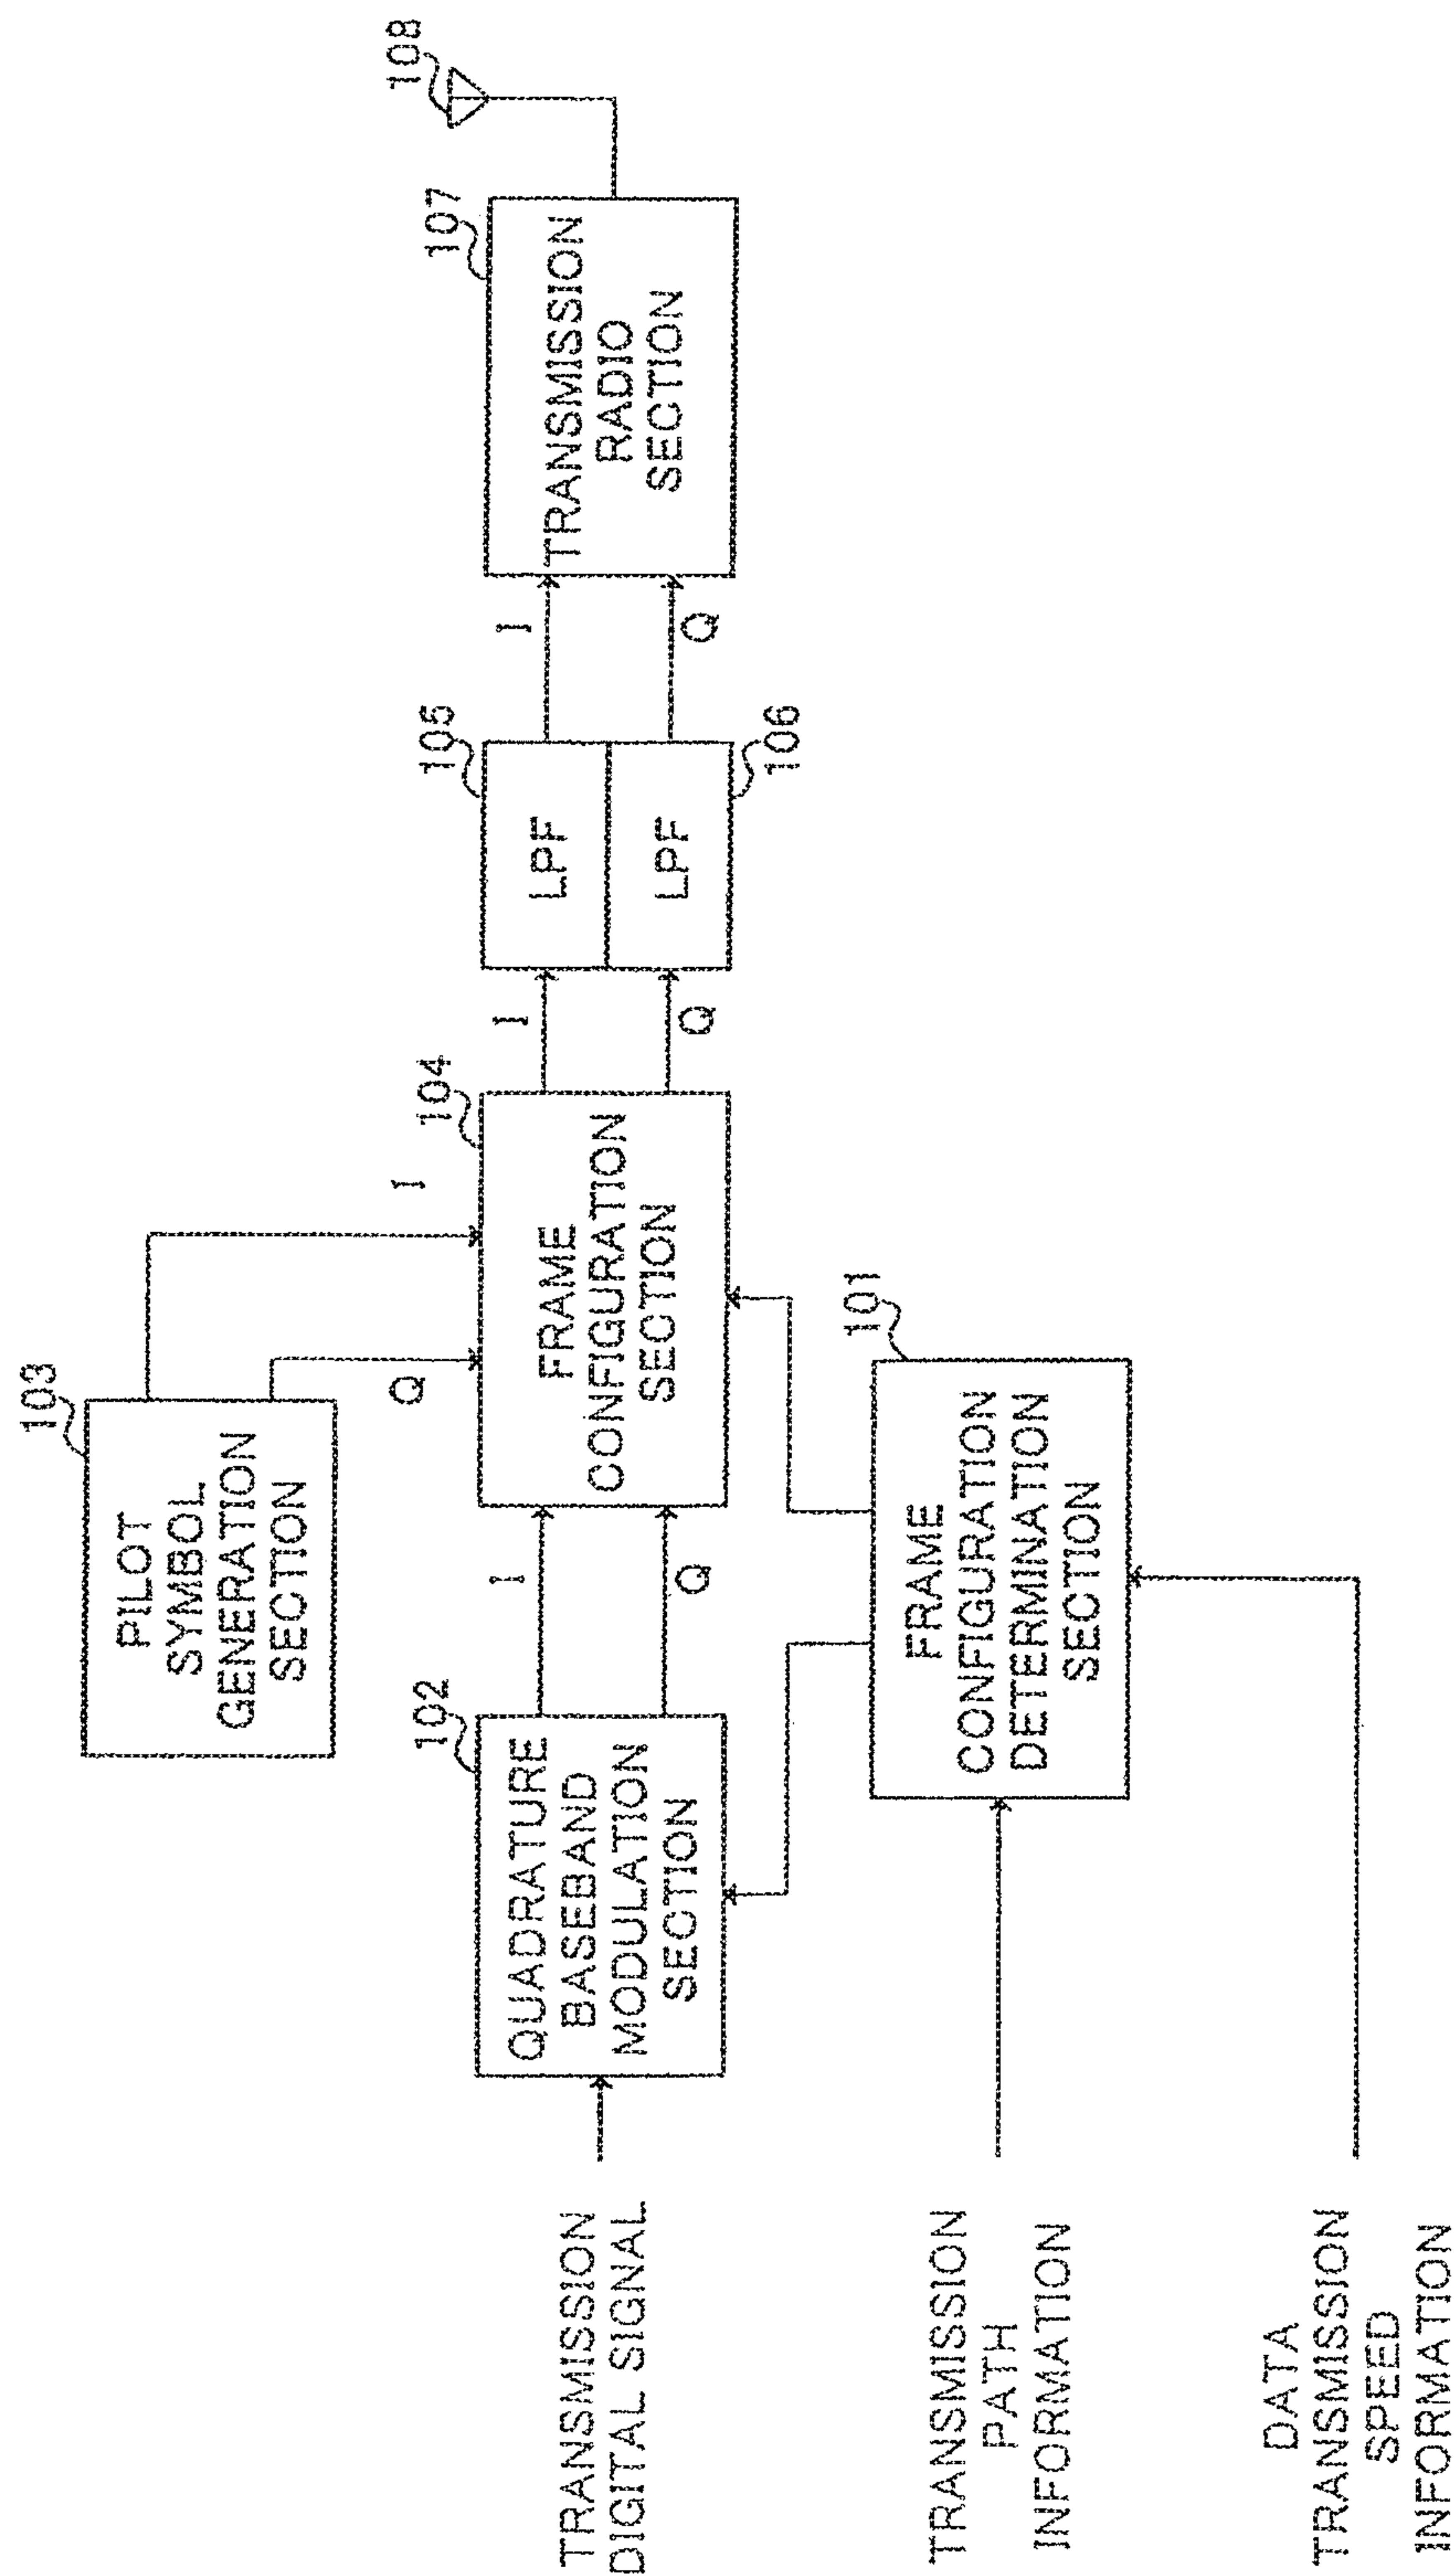 103
PILOT
SYMBOL
GENERATION
SECTION
I
Q
102
QUADRATURE
BASEBAND
MODULATION
SECTION
I
Q
104
FRAME
CONFIGURATION
SECTION
I
Q
105
LPF
LPF
106
I
Q
107
TRANSMISSION
RADIO
SECTION
108
TRANSMISSION
DIGITAL SIGNAL
101
FRAME
CONFIGURATION
DETERMINATION
SECTION
TRANSMISSION
PATH
INFORMATION
DATA
TRANSMISSION
SPEED
INFORMATION